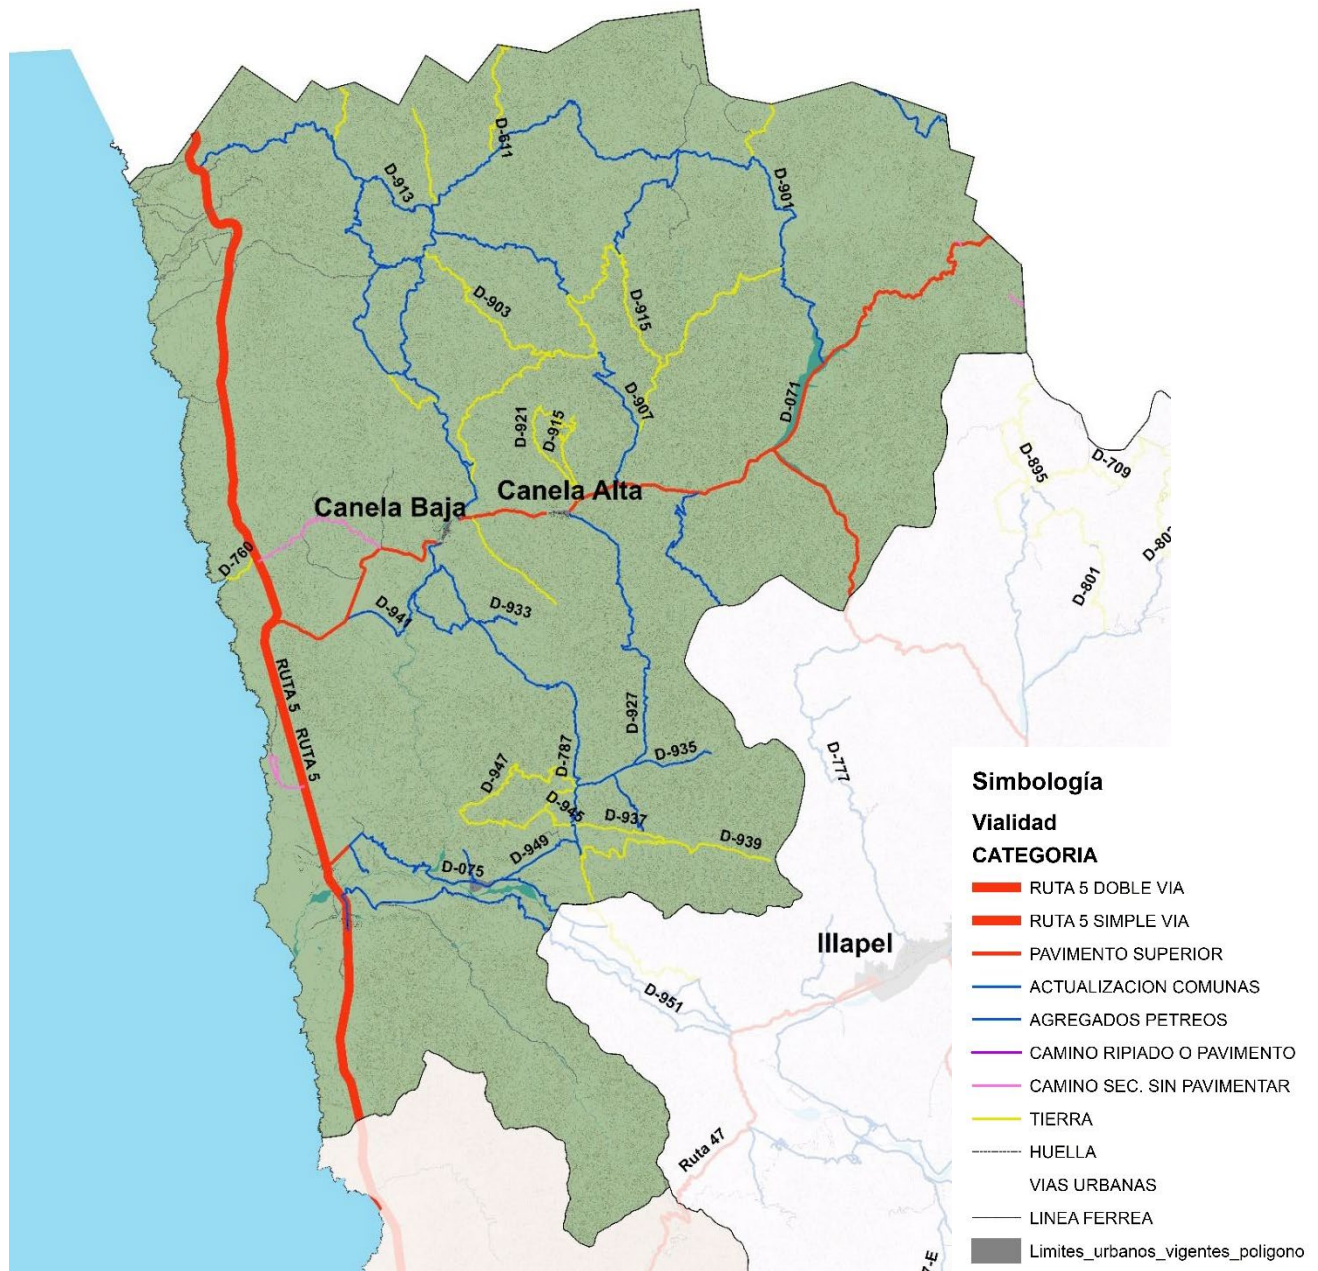 D-611
D-913
D-901
D-903
D-915
D-071
D-907
D-921
D-915
Canela Alta
Canela Baja
D-895
D-709
D-760
D-801
D-941
D-933
RUTA 5
RUTA 5
D-927
D-787
D-935
D-947
D-777
D-945
D-937
D-939
D-949
D-075
Illapel
D-951
Ruta 47
7-E
Simbología
Vialidad
CATEGORIA
RUTA 5 DOBLE VIA
RUTA 5 SIMPLE VIA
PAVIMENTO SUPERIOR
ACTUALIZACION COMUNAS
AGREGADOS PETREOS
CAMINO RIPIADO O PAVIMENTO
CAMINO SEC. SIN PAVIMENTAR
TIERRA
HUELLA
VIAS URBANAS
LINEA FERREA
Limites_urbanos_vigentes_poligono